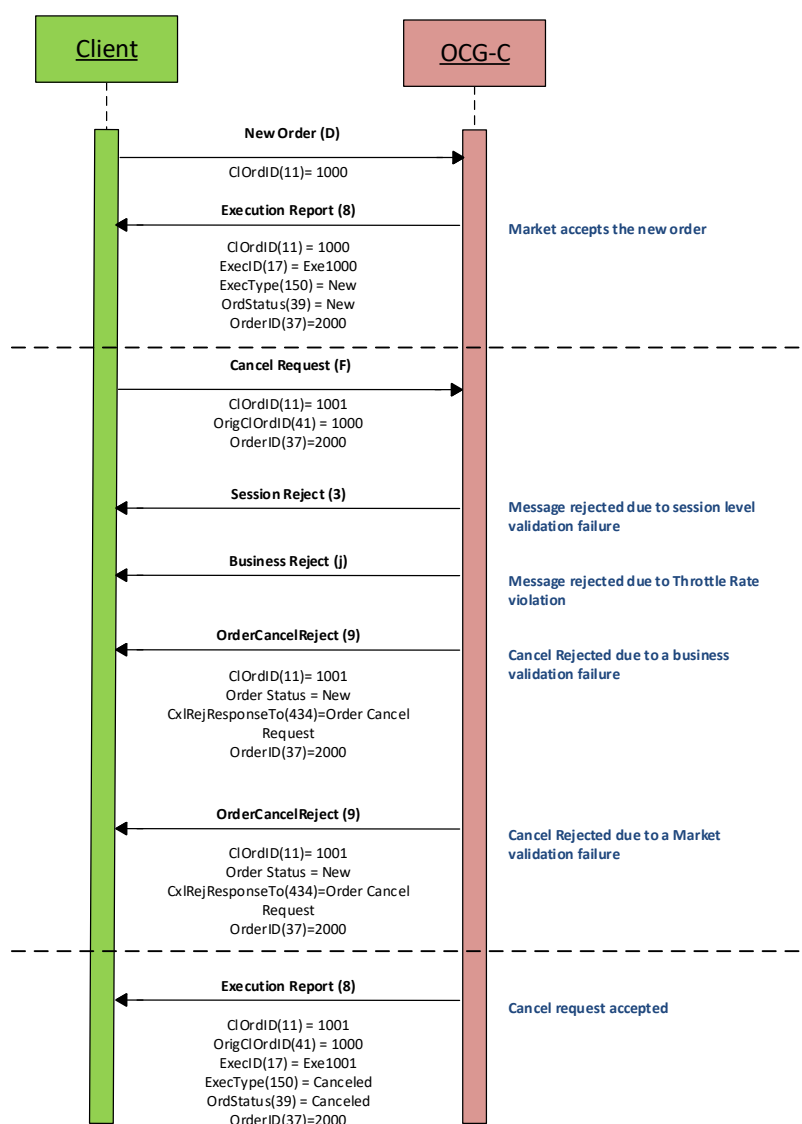 Client
OCG-C
New Order (D)
ClOrdID(11)= 1000
Execution Report (8)
Market accepts the new order
ClOrdID(11) = 1000
ExecID(17) = Exe1000
ExecType(150) = New
OrdStatus(39) = New
OrderID(37)=2000
Cancel Request (F)
ClOrdID(11)= 1001
OrigClOrdID(41) = 1000
OrderID(37)=2000
Session Reject (3)
Message rejected due to session level
validation failure
Business Reject (j)
Message rejected due to Throttle Rate
violation
OrderCancelReject (9)
Cancel Rejected due to a business
validation failure
ClOrdID(11)= 1001
Order Status = New
CxlRejResponseTo(434)=Order Cancel
Request
OrderID(37)=2000
OrderCancelReject (9)
Cancel Rejected due to a Market
validation failure
ClOrdID(11)= 1001
Order Status = New
CxlRejResponseTo(434)=Order Cancel
Request
OrderID(37)=2000
Execution Report (8)
Cancel request accepted
ClOrdID(11) = 1001
OrigClOrdID(41) = 1000
ExecID(17) = Exe1001
ExecType(150) = Canceled
OrdStatus(39) = Canceled
OrderID(37)=2000